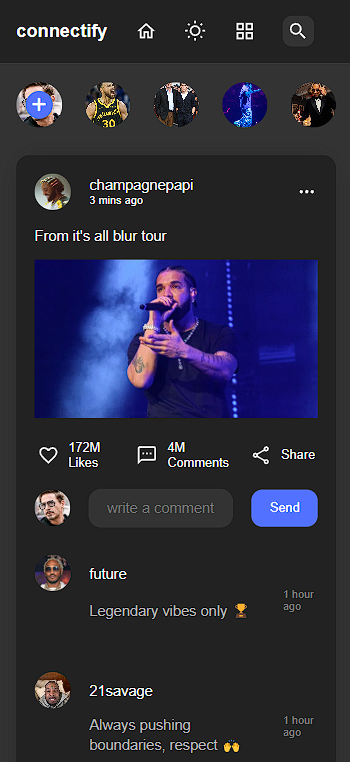 connectify
30
champagnepapi
3 mins ago
From it's all blur tour
172M
Likes
4M
Comments
Share
write a comment
Send
future
Legendary vibes only 🏆
1 hour
ago
21savage
Always pushing
boundaries, respect 🙌
1 hour
ago